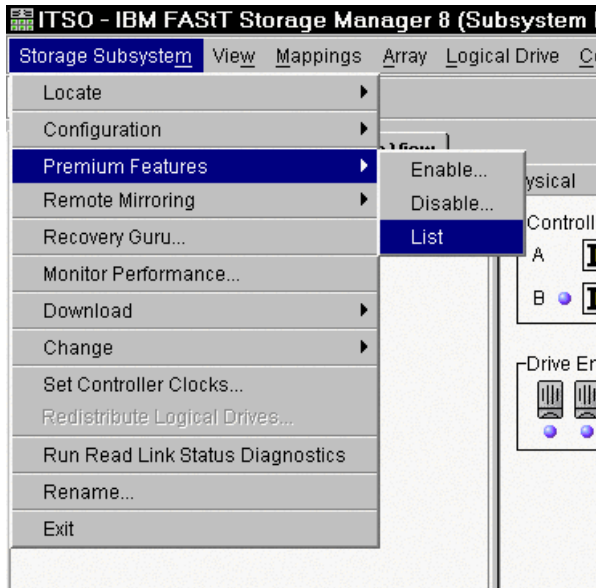 ITSO - IBM FAStT Storage Manager 8 (Subsystem
Storage Subsystem View Mappings Array Logical Drive
Locate
Configuration
View
Premium Features
Enable...
ysical
Remote Mirroring
Disable...
Controll
Recovery Guru...
List
A
Monitor Performance...
B
Download
Change
Drive En
Set Controller Clocks...
Redistribute Logical Drives...
Run Read Link Status Diagnostics
Rename...
Exit